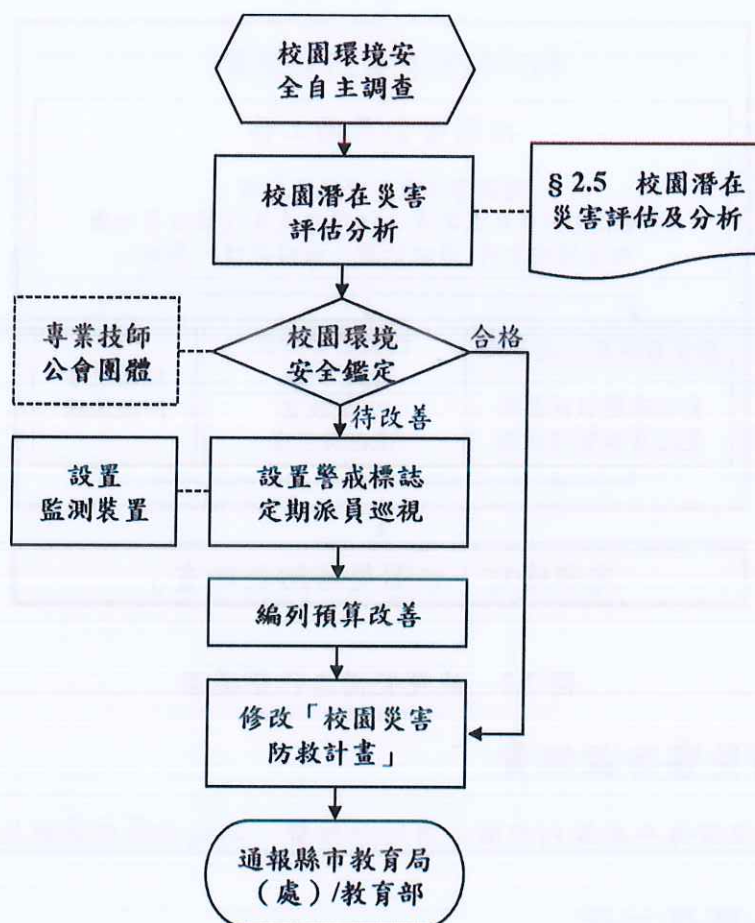 校園環境安
全自主調查
校園潛在災害
評估分析
§ 2.5 校園潛在
災害評估及分析
專業技師
公會團體
校園環境
安全鑑定
合格
待改善
設置
監測裝置
設置警戒標誌
定期派員巡視
編列預算改善
修改「校園災害
防救計畫」
通報縣市教育局
（處）/教育部